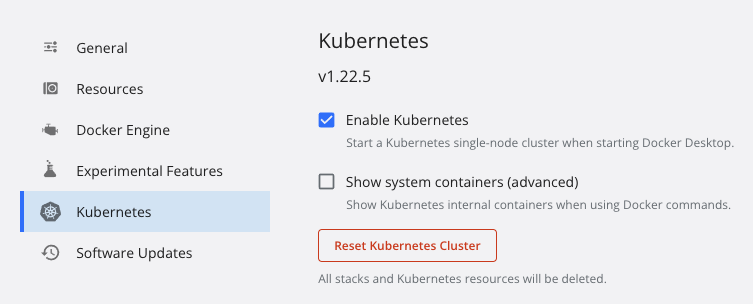 General
Resources
Docker Engine
Experimental Features
Kubernetes
Software Updates
Kubernetes
v1.22.5
Enable Kubernetes
Start a Kubernetes single-node cluster when starting Docker Desktop.
Show system containers (advanced)
Show Kubernetes internal containers when using Docker commands.
Reset Kubernetes Cluster
All stacks and Kubernetes resources will be deleted.